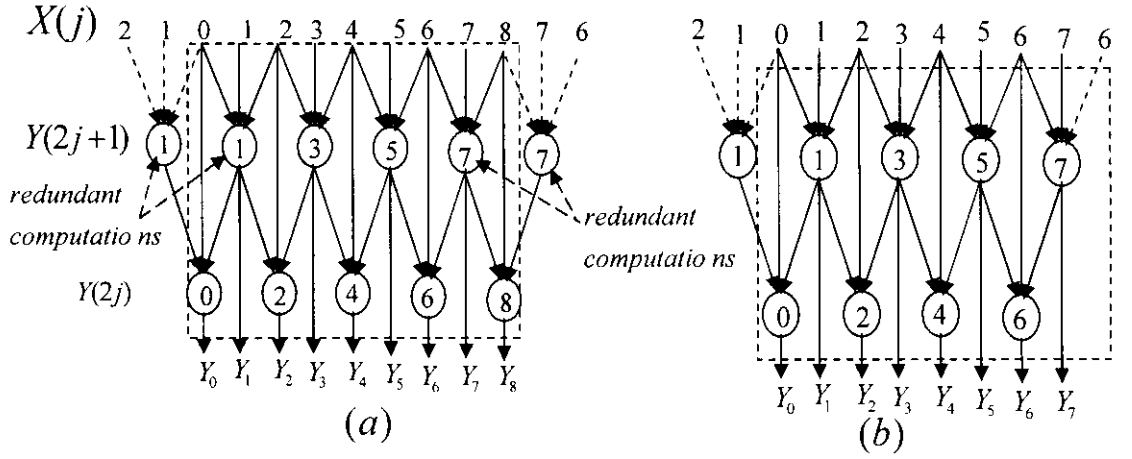 X(j) 2 1 0 1 2 3 4 5 6 7 8 7 6
Y(2j+1) 1 1 3 5 7 7
redundant
computatio ns
redundant
computatio ns
Y(2j) 0 2 4 6 8
Y₀ Y₁ Y₂ Y₃ Y₄ Y₅ Y₆ Y₇ Y₈
(a)
2 1 0 1 2 3 4 5 6 7 6
1 1 3 5 7
0 2 4 6
Y₀ Y₁ Y₂ Y₃ Y₄ Y₅ Y₆ Y₇
(b)